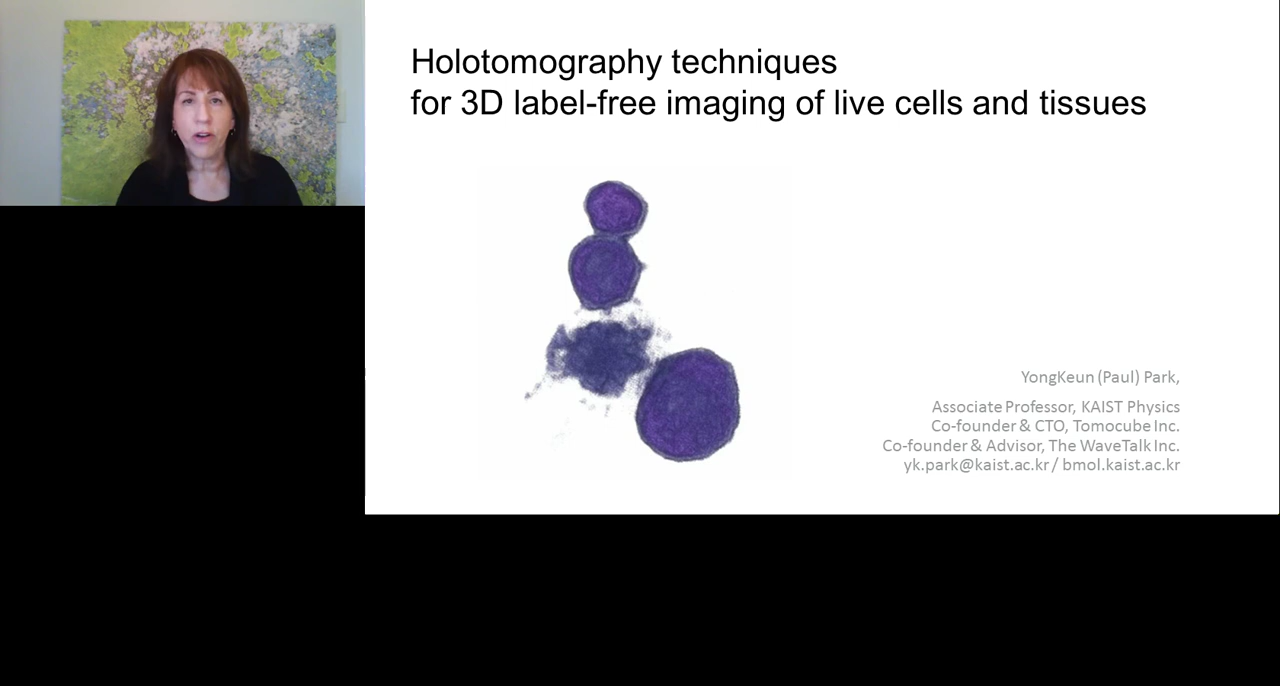 Holotomography techniques
for 3D label-free imaging of live cells and tissues
YongKeun (Paul) Park,
Associate Professor, KAIST Physics
Co-founder & CTO, Tomocube Inc.
Co-founder & Advisor, The WaveTalk Inc.
yk.park@kaist.ac.kr / bmol.kaist.ac.kr